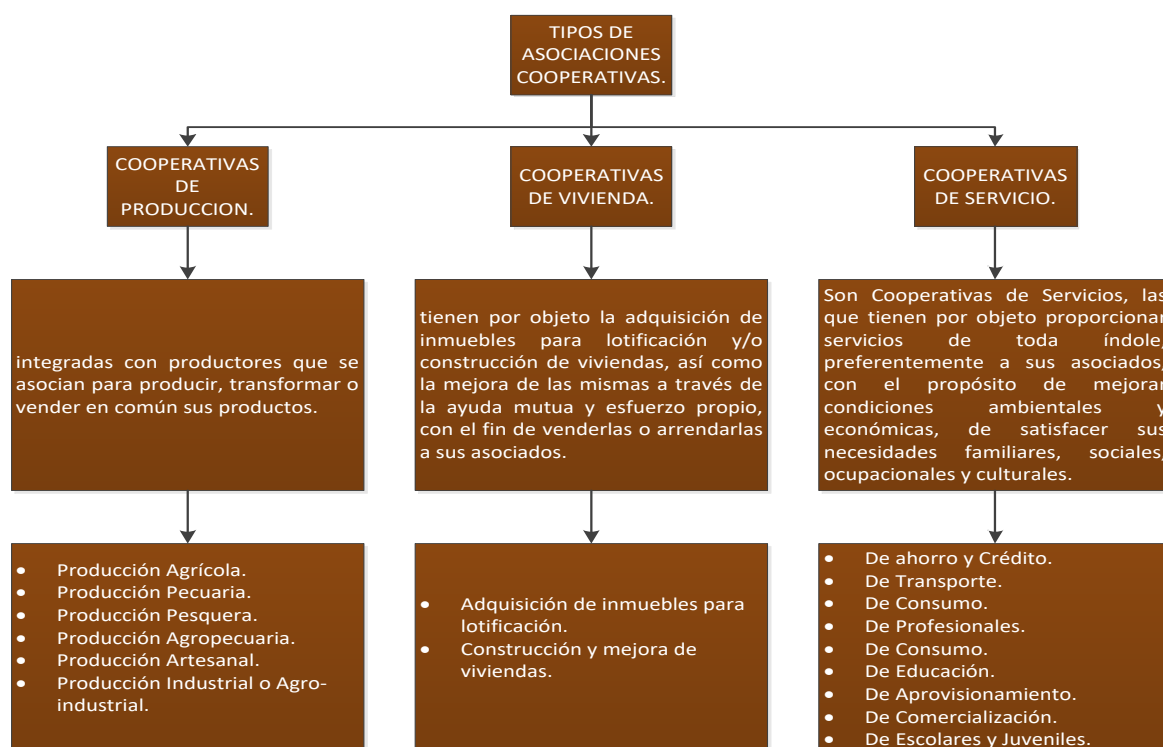 TIPOS DE
ASOCIACIONES
COOPERATIVAS.
COOPERATIVAS
DE
PRODUCCION.
COOPERATIVAS
DE VIVIENDA.
COOPERATIVAS
DE SERVICIO.
integradas con productores que se
asocian para producir, transformar o
vender en común sus productos.
tienen por objeto la adquisición de
inmuebles para lotificación y/o
construcción de viviendas, así como
la mejora de las mismas a través de
la ayuda mutua y esfuerzo propio,
con el fin de venderlas o arrendarlas
a sus asociados.
Son Cooperativas de Servicios, las
que tienen por objeto proporcionar
servicios de toda índole,
preferentemente a sus asociados,
con el propósito de mejorar
condiciones ambientales y
económicas, de satisfacer sus
necesidades familiares, sociales,
ocupacionales y culturales.
• Producción Agrícola.
• Producción Pecuaria.
• Producción Pesquera.
• Producción Agropecuaria.
• Producción Artesanal.
• Producción Industrial o Agro-
industrial.
• Adquisición de inmuebles para
lotificación.
• Construcción y mejora de
viviendas.
• De ahorro y Crédito.
• De Transporte.
• De Consumo.
• De Profesionales.
• De Consumo.
• De Educación.
• De Aprovisionamiento.
• De Comercialización.
• De Escolares y Juveniles.